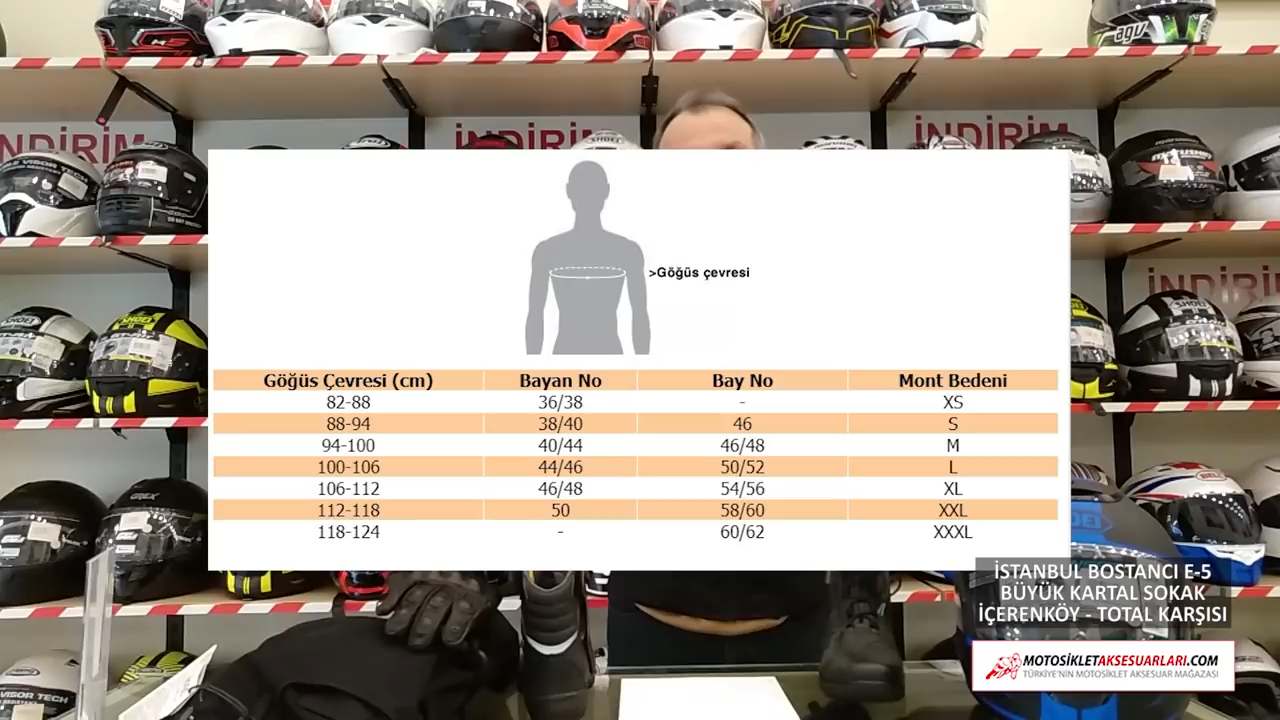 agv
İNDİRİM
İNDİRİM
İNDİRİM
İNDİRİM
SHOEI
>Göğüs çevresi
Göğüs Çevresi (cm) Bayan No Bay No Mont Bedeni
82-88 36/38 - XS
88-94 38/40 46 S
94-100 40/44 46/48 M
100-106 44/46 50/52 L
106-112 46/48 54/56 XL
112-118 50 58/60 XXL
118-124 - 60/62 XXXL
İSTANBUL BOSTANCI E-5
BÜYÜK KARTAL SOKAK
İÇERENKÖY - TOTAL KARŞISI
MOTOSİKLETAKSESUARLARI.COM
TÜRKİYE'NİN MOTOSİKLET AKSESUAR MAĞAZASI